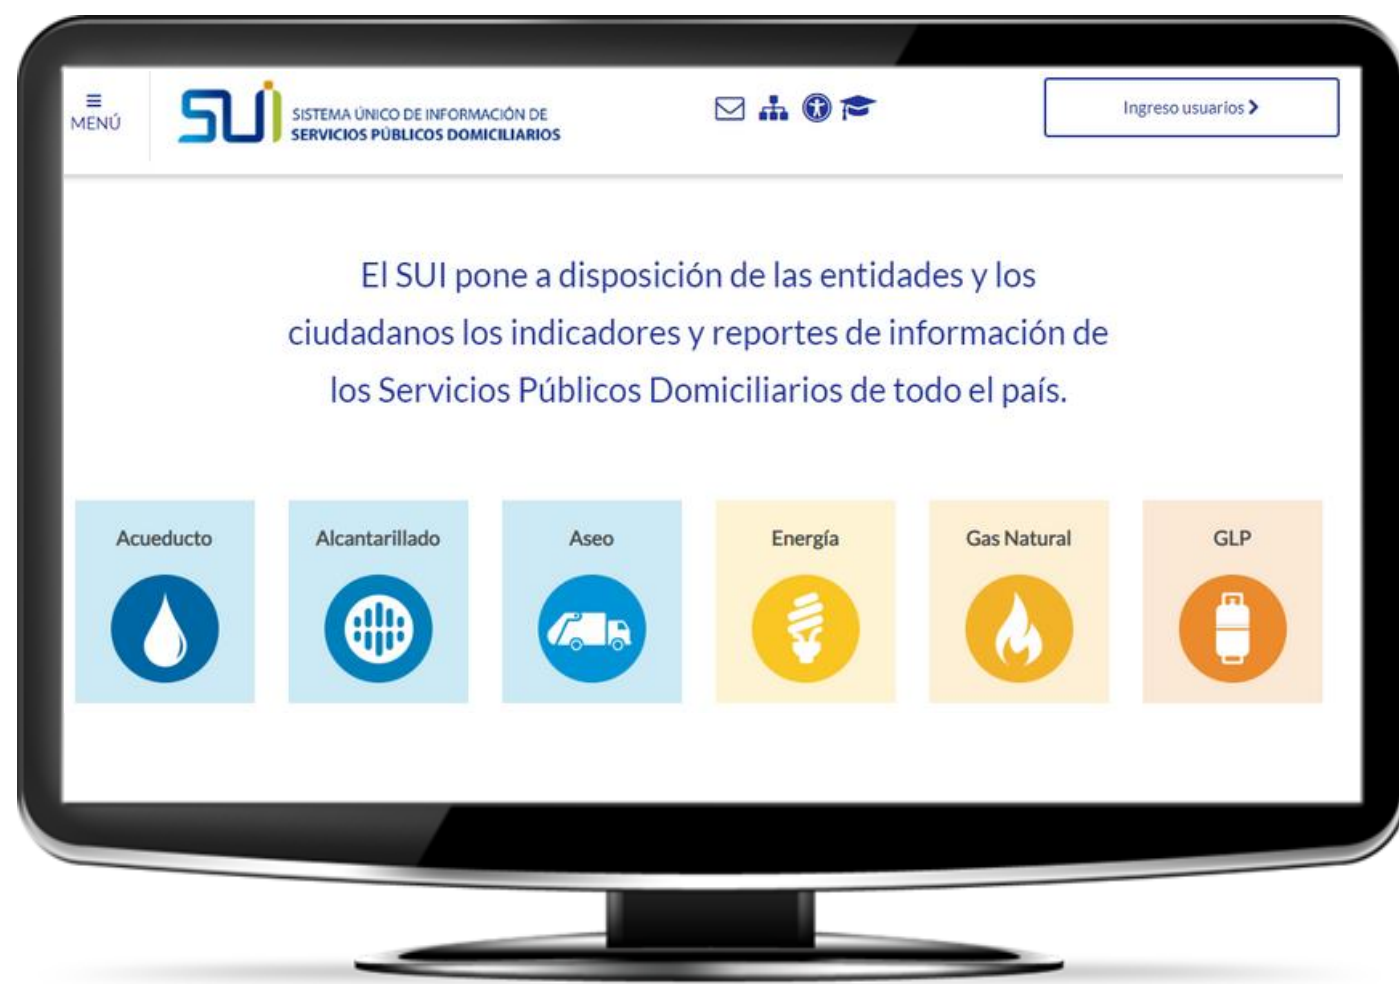 MENÚ
SUI
SISTEMA ÚNICO DE INFORMACIÓN DE
SERVICIOS PÚBLICOS DOMICILIARIOS
Ingreso usuarios
El SUI pone a disposición de las entidades y los
ciudadanos los indicadores y reportes de información de
los Servicios Públicos Domiciliarios de todo el país.
Acueducto
Alcantarillado
Aseo
Energía
Gas Natural
GLP